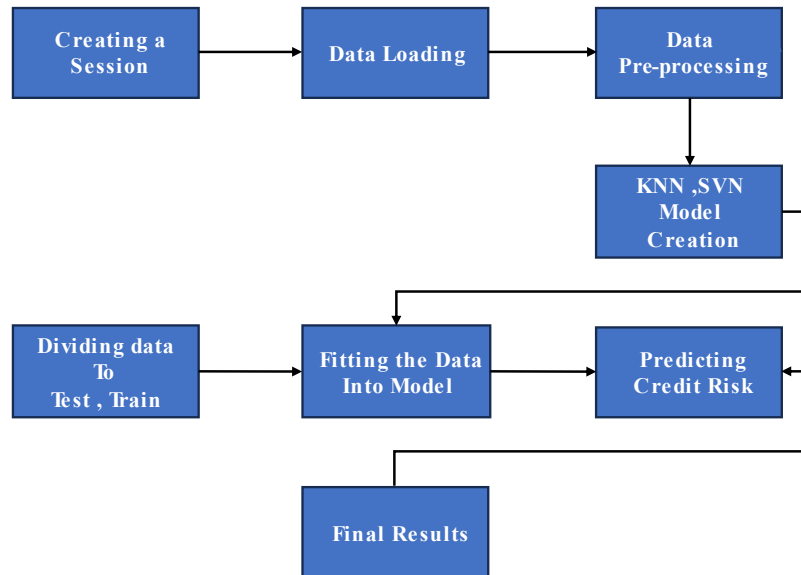 Creating a
Session
Data Loading
Data
Pre-processing
KNN ,SVN
Model
Creation
Dividing data
To
Test , Train
Fitting the Data
Into Model
Predicting
Credit Risk
Final Results